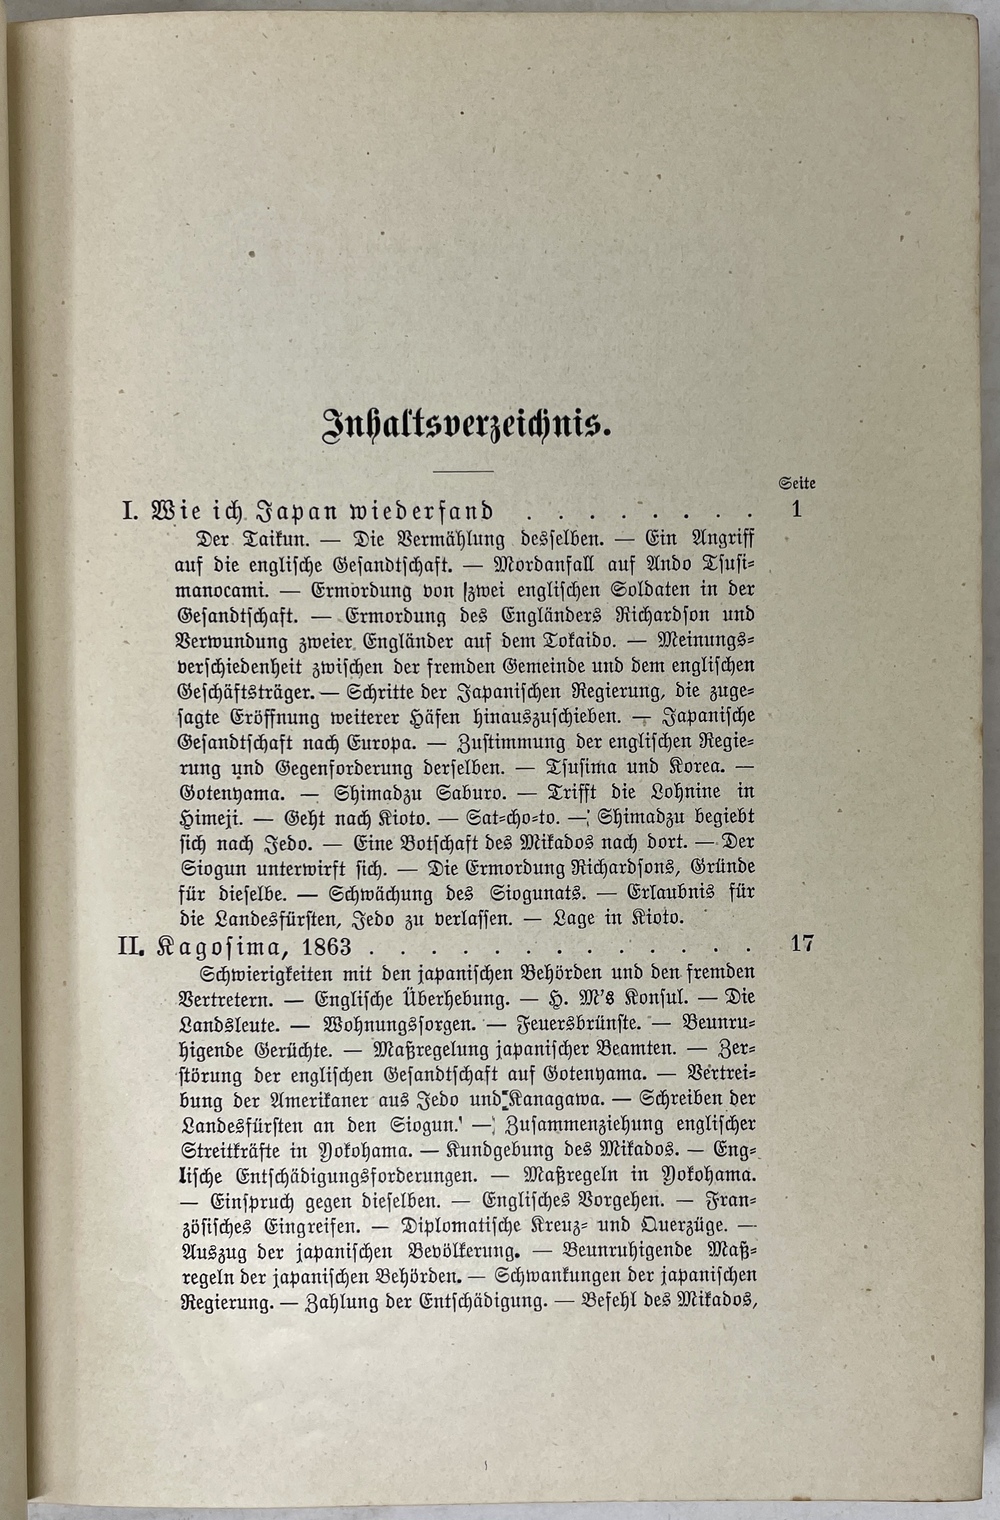 Inhaltsverzeichnis.
Seite
I. Wie ich Japan wiederfand . . . . . . . . . 1
Der Taikun. — Die Vermählung desselben. — Ein Angriff
auf die englische Gesandtschaft. — Mordanfall auf Ando Tsusi-
manocami. — Ermordung von zwei englischen Soldaten in der
Gesandtschaft. — Ermordung des Engländers Richardson und
Verwundung zweier Engländer auf dem Tokaido. — Meinungs-
verschiedenheit zwischen der fremden Gemeinde und dem englischen
Geschäftsträger. — Schritte der Japanischen Regierung, die zuge-
sagte Eröffnung weiterer Häfen hinauszuschieben. — Japanische
Gesandtschaft nach Europa. — Zustimmung der englischen Regie-
rung und Gegenforderung derselben. — Tsusima und Korea. —
Gotenyama. — Shimadzu Saburo. — Trifft die Lohnine in
Himeji. — Geht nach Kioto. — Sat-cho-to. — Shimadzu begiebt
sich nach Jedo. — Eine Botschaft des Mikados nach dort. — Der
Siogun unterwirft sich. — Die Ermordung Richardsons, Gründe
für dieselbe. — Schwächung des Siogunats. — Erlaubnis für
die Landesfürsten, Jedo zu verlassen. — Lage in Kioto.
II. Kagosima, 1863 . . . . . . . . . . . . . 17
Schwierigkeiten mit den japanischen Behörden und den fremden
Vertretern. — Englische Überhebung. — H. M's Konsul. — Die
Landsleute. — Wohnungssorgen. — Feuersbrünste. — Beunru-
higende Gerüchte. — Maßregelung japanischer Beamten. — Zer-
störung der englischen Gesandtschaft auf Gotenyama. — Vertrei-
bung der Amerikaner aus Jedo und Kanagawa. — Schreiben der
Landesfürsten an den Siogun. — Zusammenziehung englischer
Streitkräfte in Yokohama. — Kundgebung des Mikados. — Eng-
lische Entschädigungsforderungen. — Maßregeln in Yokohama.
— Einspruch gegen dieselben. — Englisches Vorgehen. — Fran-
zösisches Eingreifen. — Diplomatische Kreuz- und Querzüge. —
Auszug der japanischen Bevölkerung. — Beunruhigende Maß-
regeln der japanischen Behörden. — Schwankungen der japanischen
Regierung. — Zahlung der Entschädigung. — Befehl des Mikados,